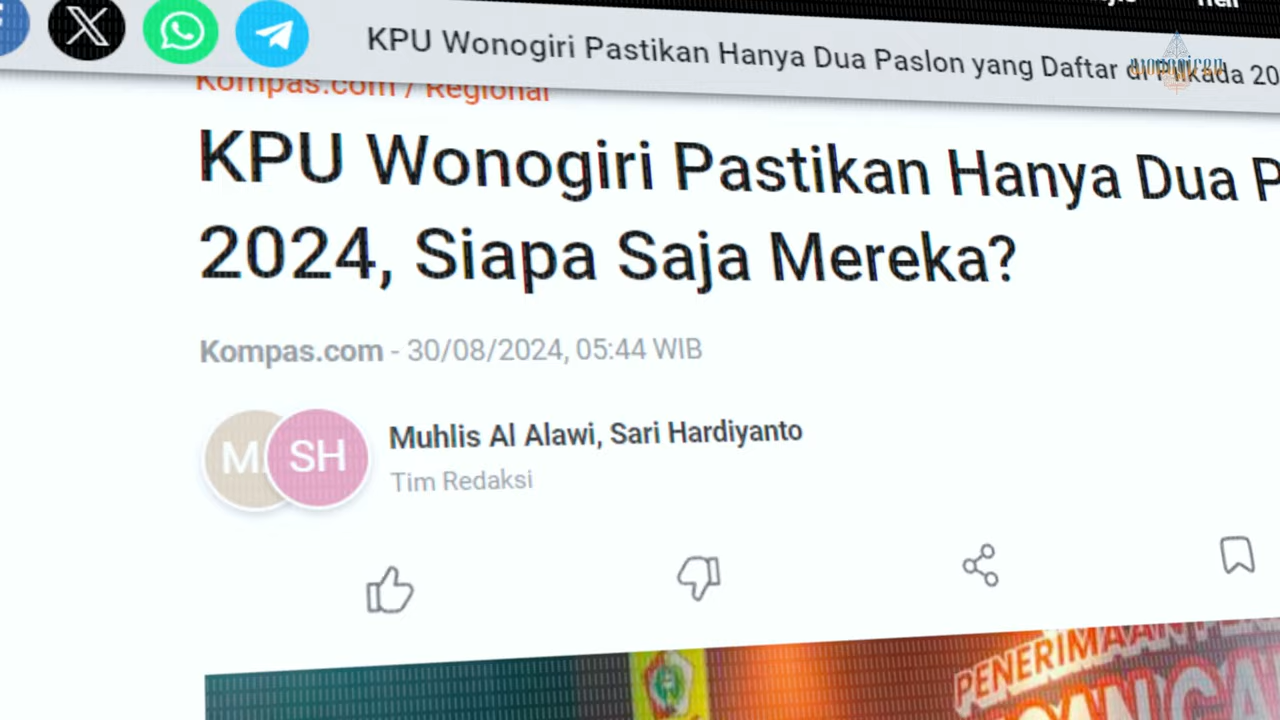 KPU Wonogiri Pastikan Hanya Dua Paslon yang Daftar di Pilkada 20
Kompas.com / Regional
KPU Wonogiri Pastikan Hanya Dua P
2024, Siapa Saja Mereka?
Kompas.com - 30/08/2024, 05:44 WIB
M
SH
Muhlis Al Alawi, Sari Hardiyanto
Tim Redaksi
PENERIMAAN